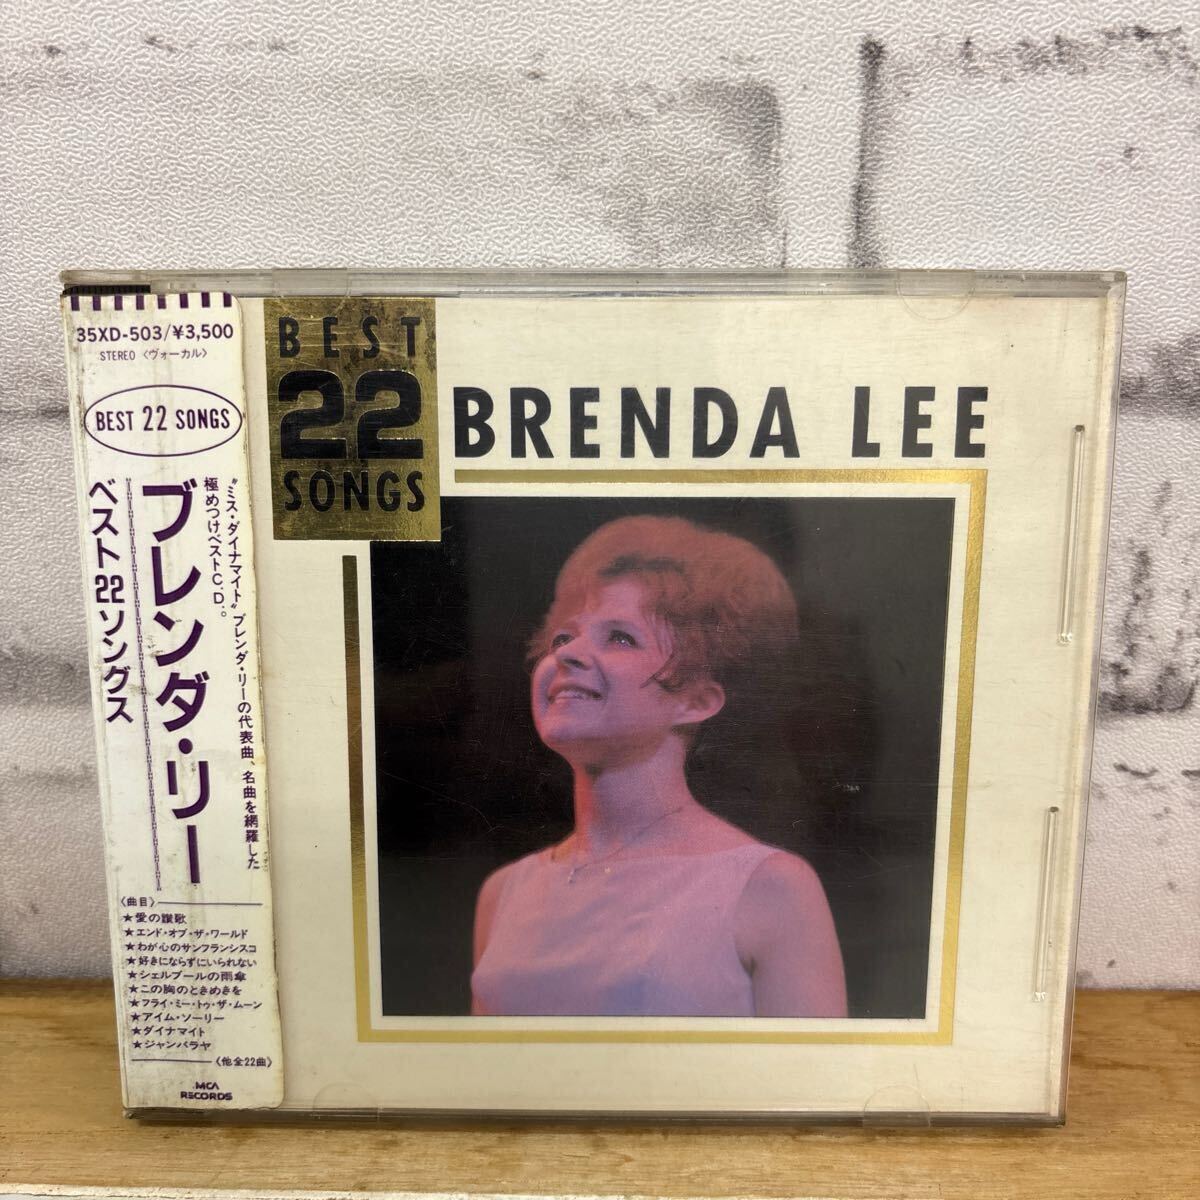 35XD-503/¥3,500
STEREO 〈ヴォーカル〉
BEST 22 SONGS
"ミス・ダイナマイト" ブレンダ・リーの代表曲、名曲を網羅した
極めつけベストC.D.。
ブレンダ・リー
ベスト22ソングス
〈曲目〉
★愛の讃歌
★エンド・オブ・ザ・ワールド
★わが心のサンフランシスコ
★好きにならずにいられない
★シェルブールの雨傘
★この胸のときめきを
★フライ・ミー・トゥ・ザ・ムーン
★アイム・ソーリー
★ダイナマイト
★ジャンバラヤ
〈他全22曲〉
MCA
RECORDS
BEST
22
SONGS
BRENDA LEE